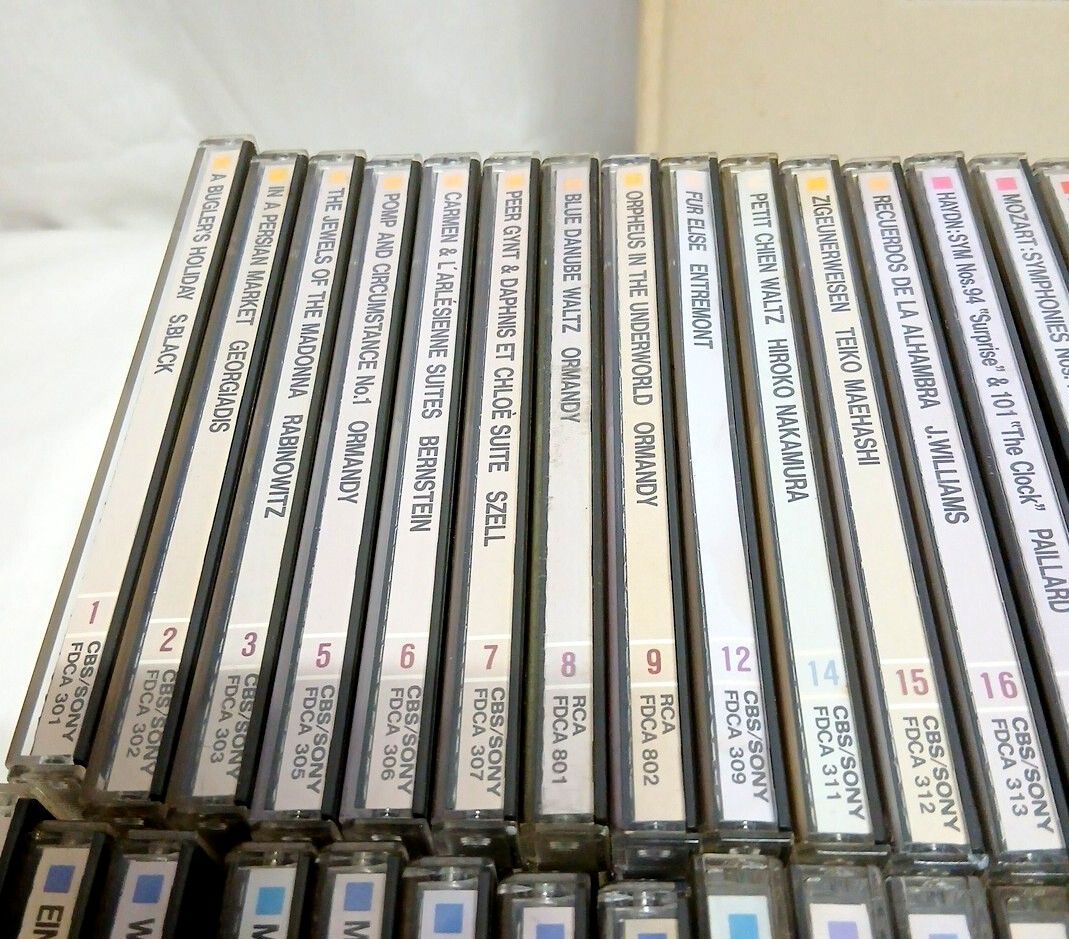 A BUGLER'S HOLIDAY S.BLACK
1
CBS/SONY
FDCA 301
IN A PERSIAN MARKET GEORGIADIS
2
CBS/SONY
FDCA 302
THE JEWELS OF THE MADONNA RABINOWITZ
3
CBS/SONY
FDCA 303
POMP AND CIRCUMSTANCE No.1 ORMANDY
5
CBS/SONY
FDCA 305
CARMEN & L'ARLÉSIENNE SUITES BERNSTEIN
6
CBS/SONY
FDCA 306
PEER GYNT & DAPHNIS ET CHLOÈ SUITE SZELL
7
CBS/SONY
FDCA 307
BLUE DANUBE WALTZ ORMANDY
8
RCA
FDCA 801
ORPHEUS IN THE UNDERWORLD ORMANDY
9
RCA
FDCA 802
FÜR ELISE ENTREMONT
12
CBS/SONY
FDCA 309
PETIT CHIEN WALTZ HIROKO NAKAMURA
14
CBS/SONY
FDCA 311
ZIGEUNERWEISEN TEIKO MAEHASHI
15
CBS/SONY
FDCA 312
RECUERDOS DE LA ALHAMBRA J.WILLIAMS
16
CBS/SONY
FDCA 313
HAYDN:SYM Nos.94 "Surprise" & 101 "The Clock" PAILLARD
MOZART:SYMPHONIES